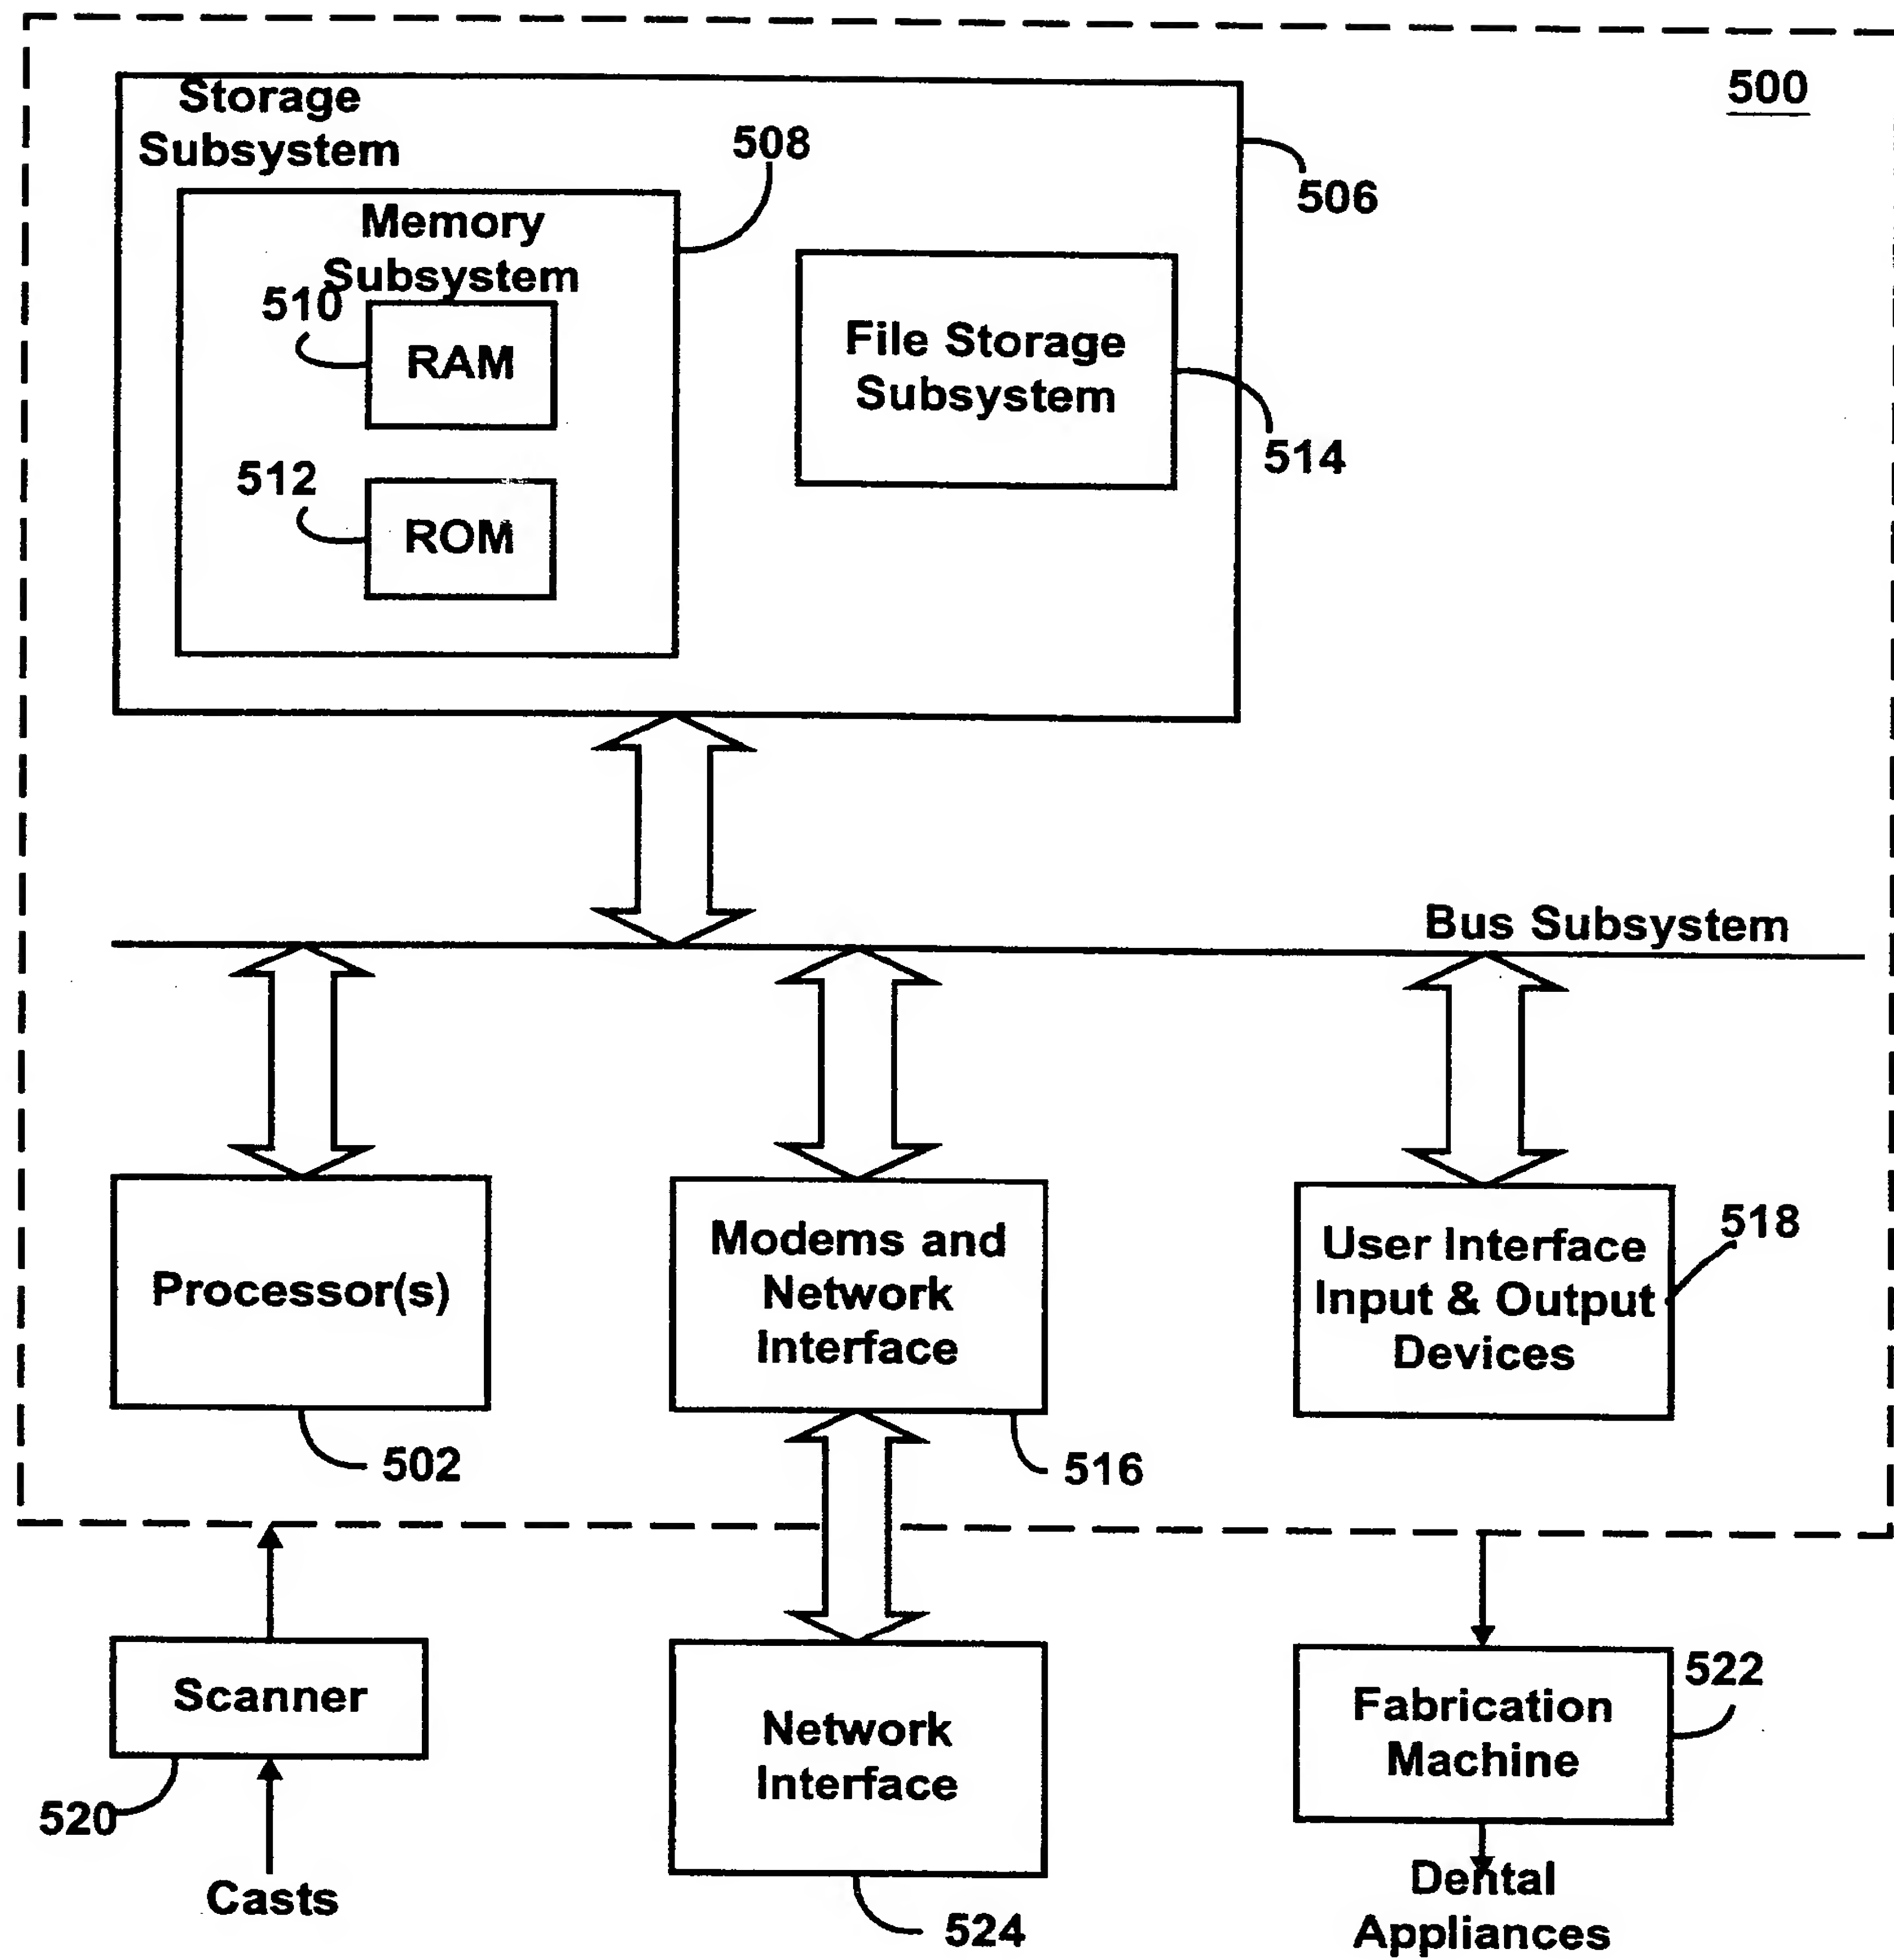 500
Storage
Subsystem
508
506
Memory
Subsystem
510
RAM
File Storage
Subsystem
514
512
ROM
Bus Subsystem
Processor(s)
502
Modems and
Network
Interface
516
User Interface
Input & Output
Devices
518
Scanner
520
Casts
Network
Interface
524
Fabrication
Machine
522
Dental
Appliances